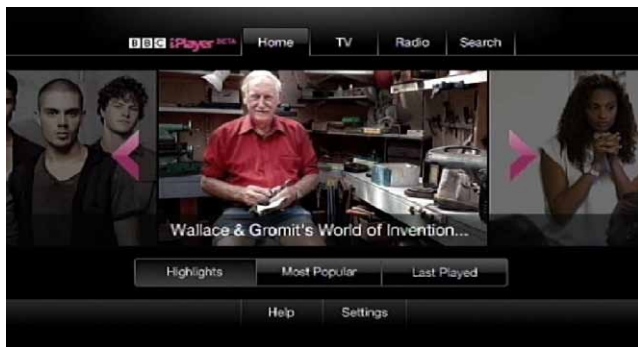 BBC iPlayer BETA Home TV Radio Search
Wallace & Gromit's World of Invention...
Highlights Most Popular Last Played
Help Settings